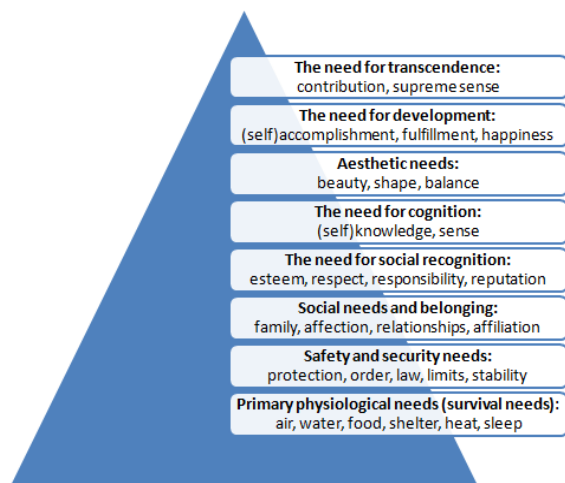 The need for transcendence:
contribution, supreme sense
The need for development:
(self)accomplishment, fulfillment, happiness
Aesthetic needs:
beauty, shape, balance
The need for cognition:
(self)knowledge, sense
The need for social recognition:
esteem, respect, responsibility, reputation
Social needs and belonging:
family, affection, relationships, affiliation
Safety and security needs:
protection, order, law, limits, stability
Primary physiological needs (survival needs):
air, water, food, shelter, heat, sleep